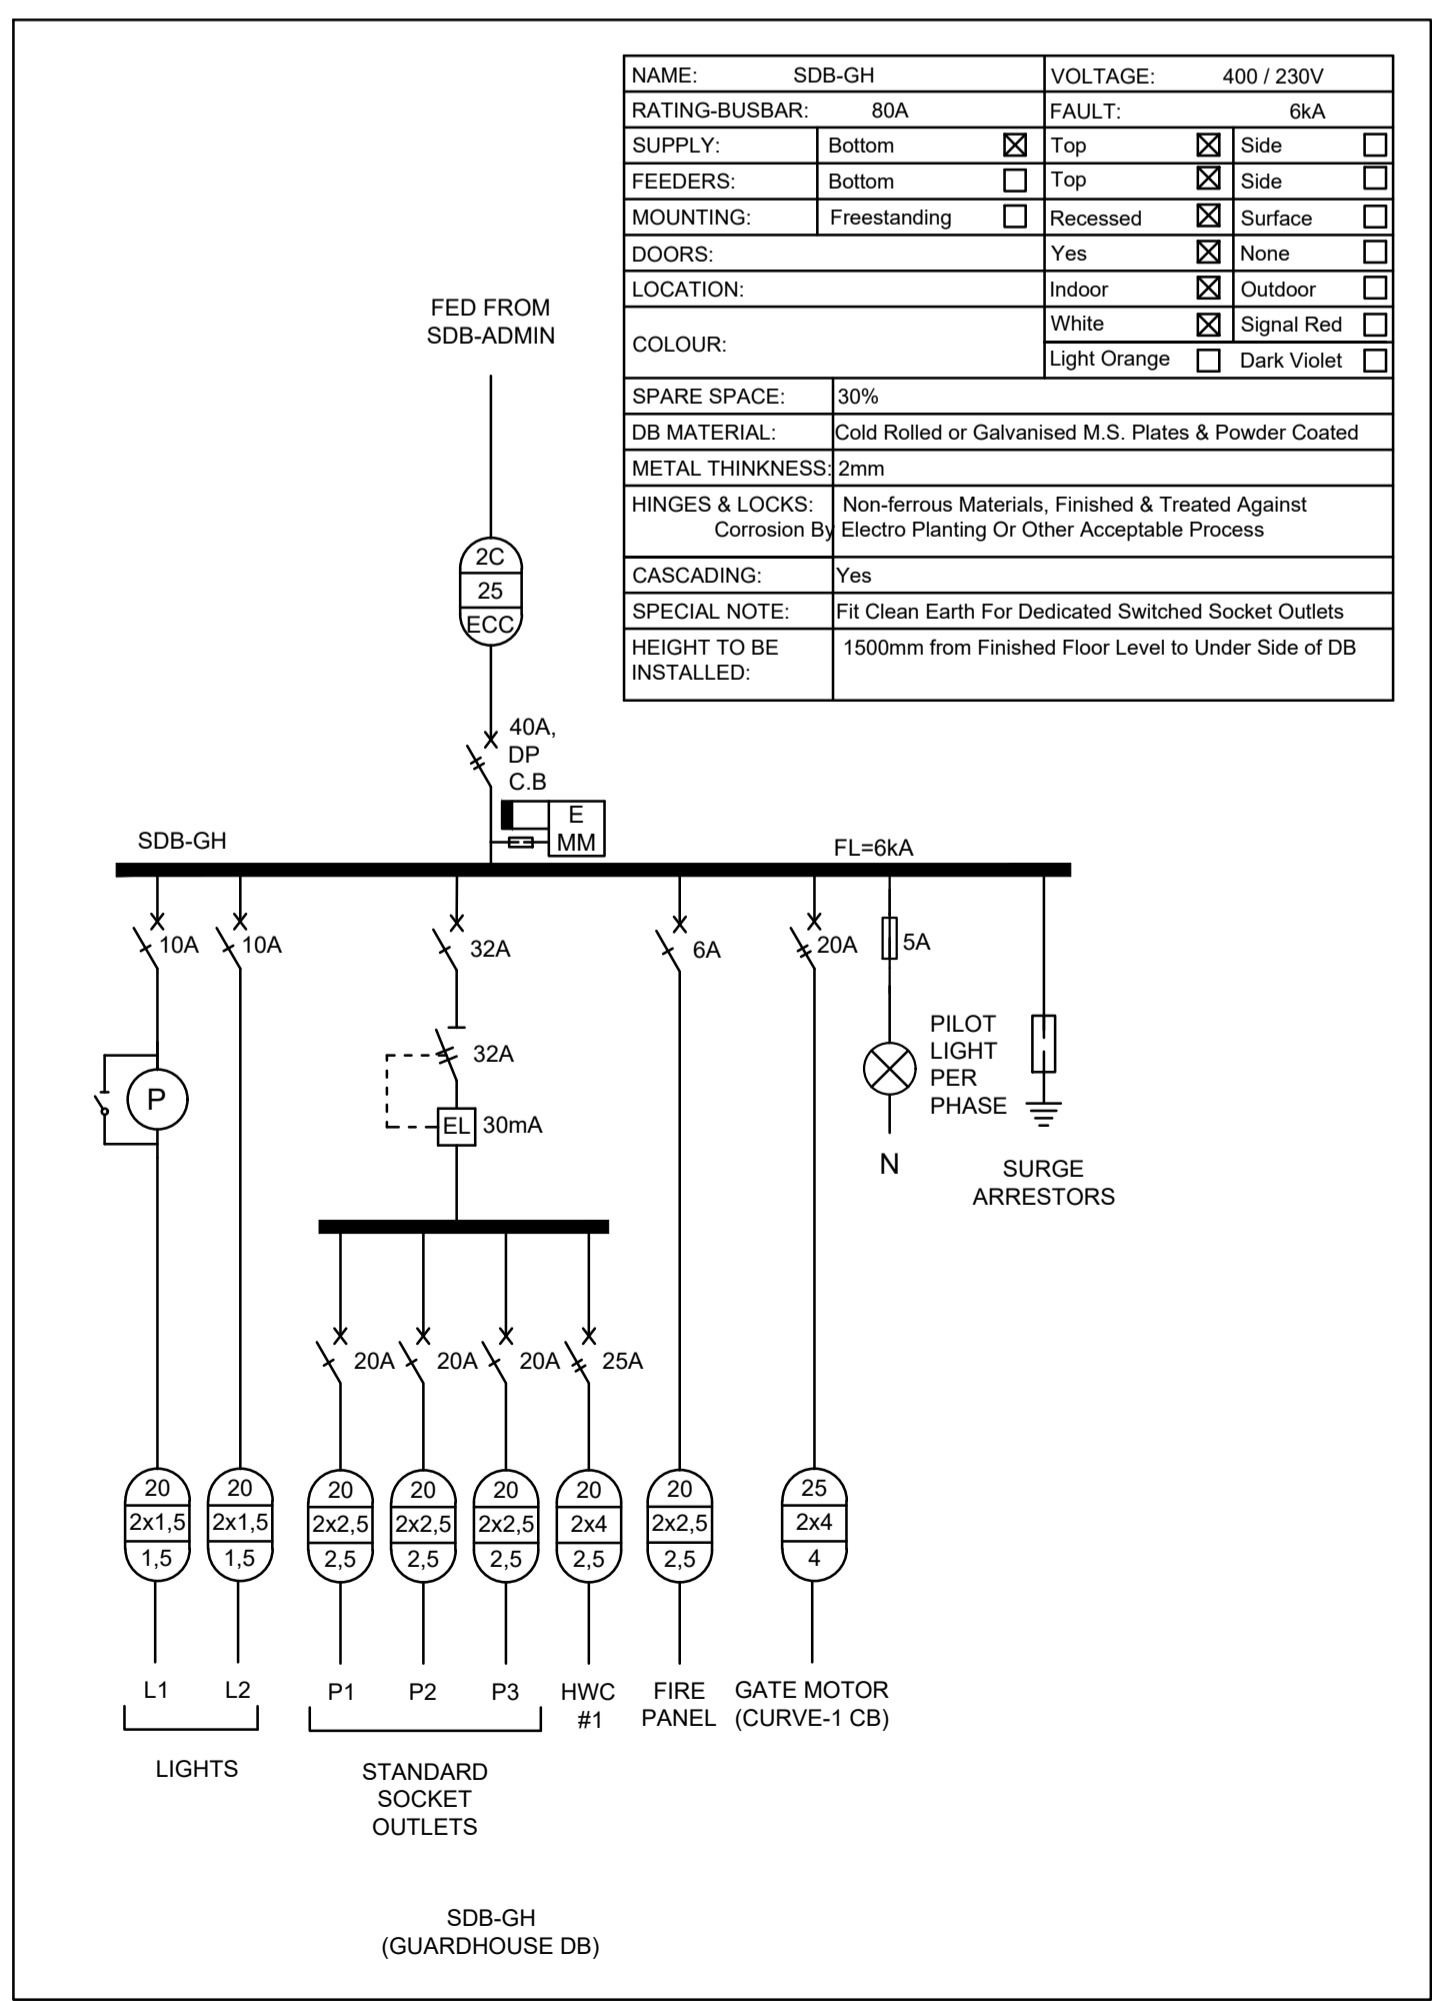 NAME: SDB-GH VOLTAGE: 400 / 230V
RATING-BUSBAR: 80A FAULT: 6kA
SUPPLY: Bottom Top Side
FEEDERS: Bottom Top Side
MOUNTING: Freestanding Recessed Surface
DOORS: Yes None
LOCATION: Indoor Outdoor
COLOUR: White Signal Red
Light Orange Dark Violet
SPARE SPACE: 30%
DB MATERIAL: Cold Rolled or Galvanised M.S. Plates & Powder Coated
METAL THINKNESS: 2mm
HINGES & LOCKS: Non-ferrous Materials, Finished & Treated Against
Corrosion By Electro Planting Or Other Acceptable Process
CASCADING: Yes
SPECIAL NOTE: Fit Clean Earth For Dedicated Switched Socket Outlets
HEIGHT TO BE 1500mm from Finished Floor Level to Under Side of DB
INSTALLED:
FED FROM
SDB-ADMIN
2C
25
ECC
40A,
DP
C.B
E
MM
SDB-GH FL=6kA
10A 10A 32A 6A 20A 5A
32A
P
EL 30mA
PILOT
LIGHT
PER
PHASE
N
SURGE
ARRESTORS
20A 20A 20A 25A
20 20 20 20 20 20 20 25
2x1,5 2x1,5 2x2,5 2x2,5 2x2,5 2x4 2x2,5 2x4
1,5 1,5 2,5 2,5 2,5 2,5 2,5 4
L1 L2 P1 P2 P3 HWC FIRE GATE MOTOR
#1 PANEL (CURVE-1 CB)
LIGHTS
STANDARD
SOCKET
OUTLETS
SDB-GH
(GUARDHOUSE DB)